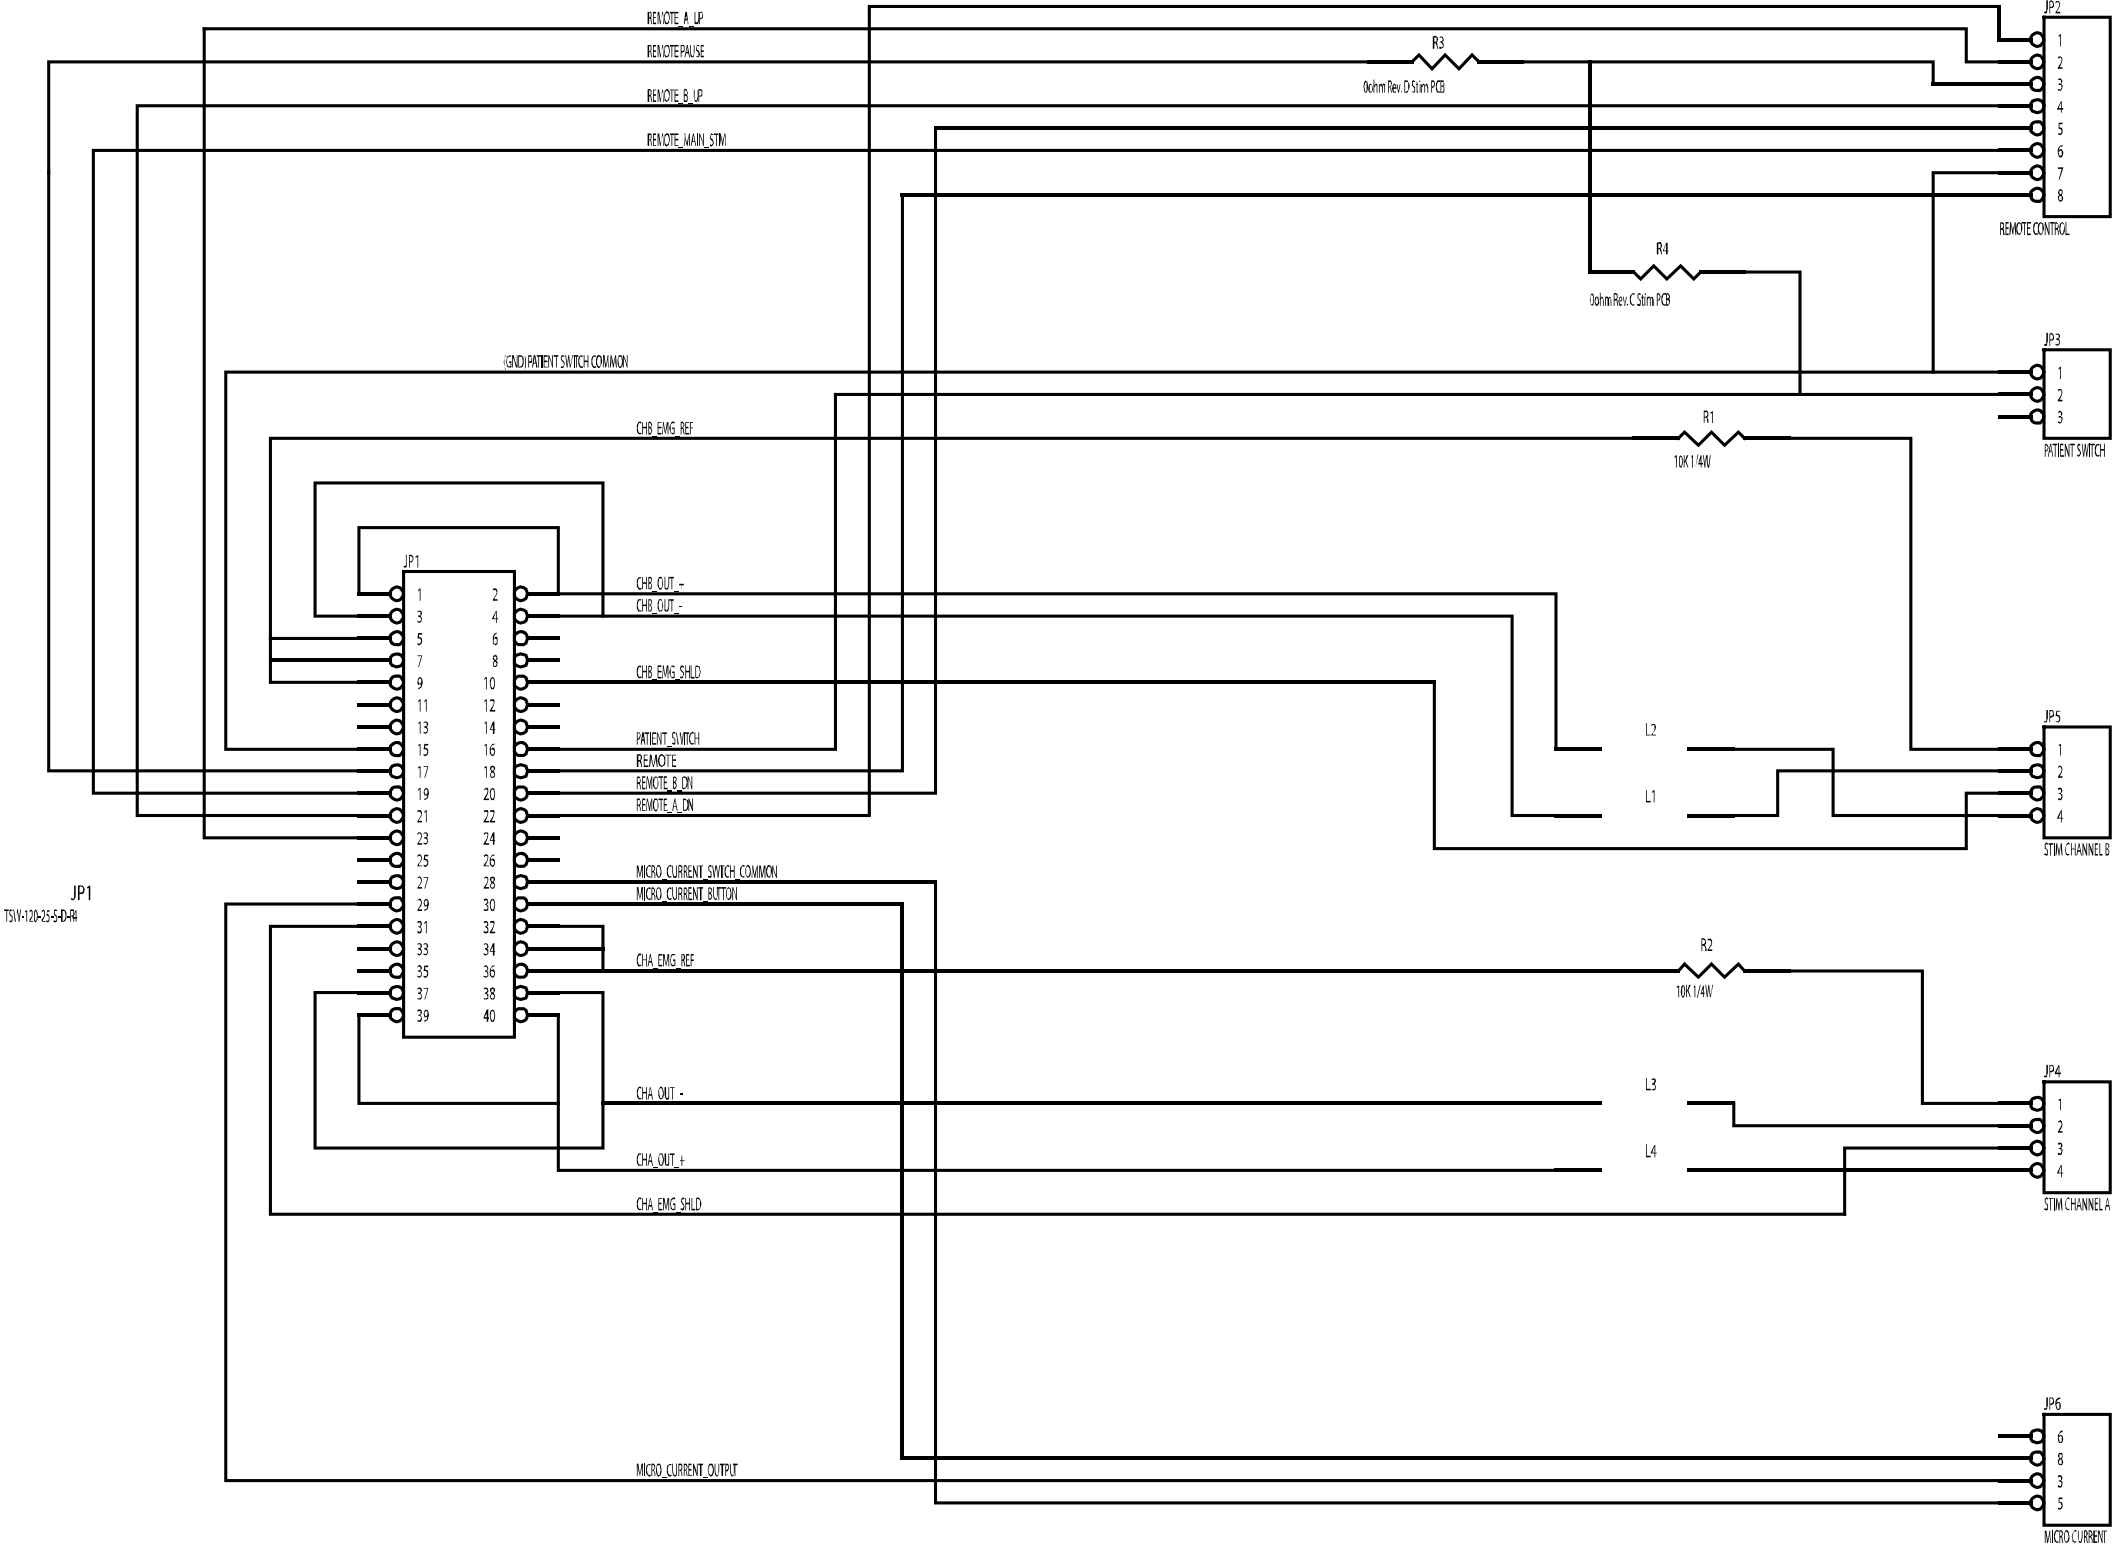 JP2
REMOTE_A_UP
1
REMOTE PAUSE
R3
2
0ohm Rev. D Stim PCB
3
REMOTE_B_UP
4
5
REMOTE_MAIN_STIM
6
7
8
REMOTE CONTROL
R4
0ohm Rev. C Stim PCB
JP3
(GND) PATIENT SWITCH COMMON
1
2
R1
3
CHB_EMG_REF
PATIENT SWITCH
10K 1/4W
JP1
CHB_OUT_+
1 2
CHB_OUT_-
3 4
5 6
7 8
CHB_EMG_SHLD
9 10
11 12
JP5
13 14
L2
PATIENT_SWITCH
15 16
1
REMOTE
17 18
2
REMOTE_B_DN
19 20
L1
3
REMOTE_A_DN
21 22
4
23 24
STIM CHANNEL B
25 26
MICRO_CURRENT_SWITCH_COMMON
27 28
JP1
MICRO_CURRENT_BUTTON
29 30
TSW-120-25-S-D-R4
31 32
33 34
R2
CHA_EMG_REF
35 36
37 38
10K 1/4W
39 40
JP4
L3
CHA_OUT_-
1
2
L4
3
CHA_OUT_+
4
CHA_EMG_SHLD
STIM CHANNEL A
JP6
6
8
MICRO_CURRENT_OUTPUT
3
5
MICRO CURRENT